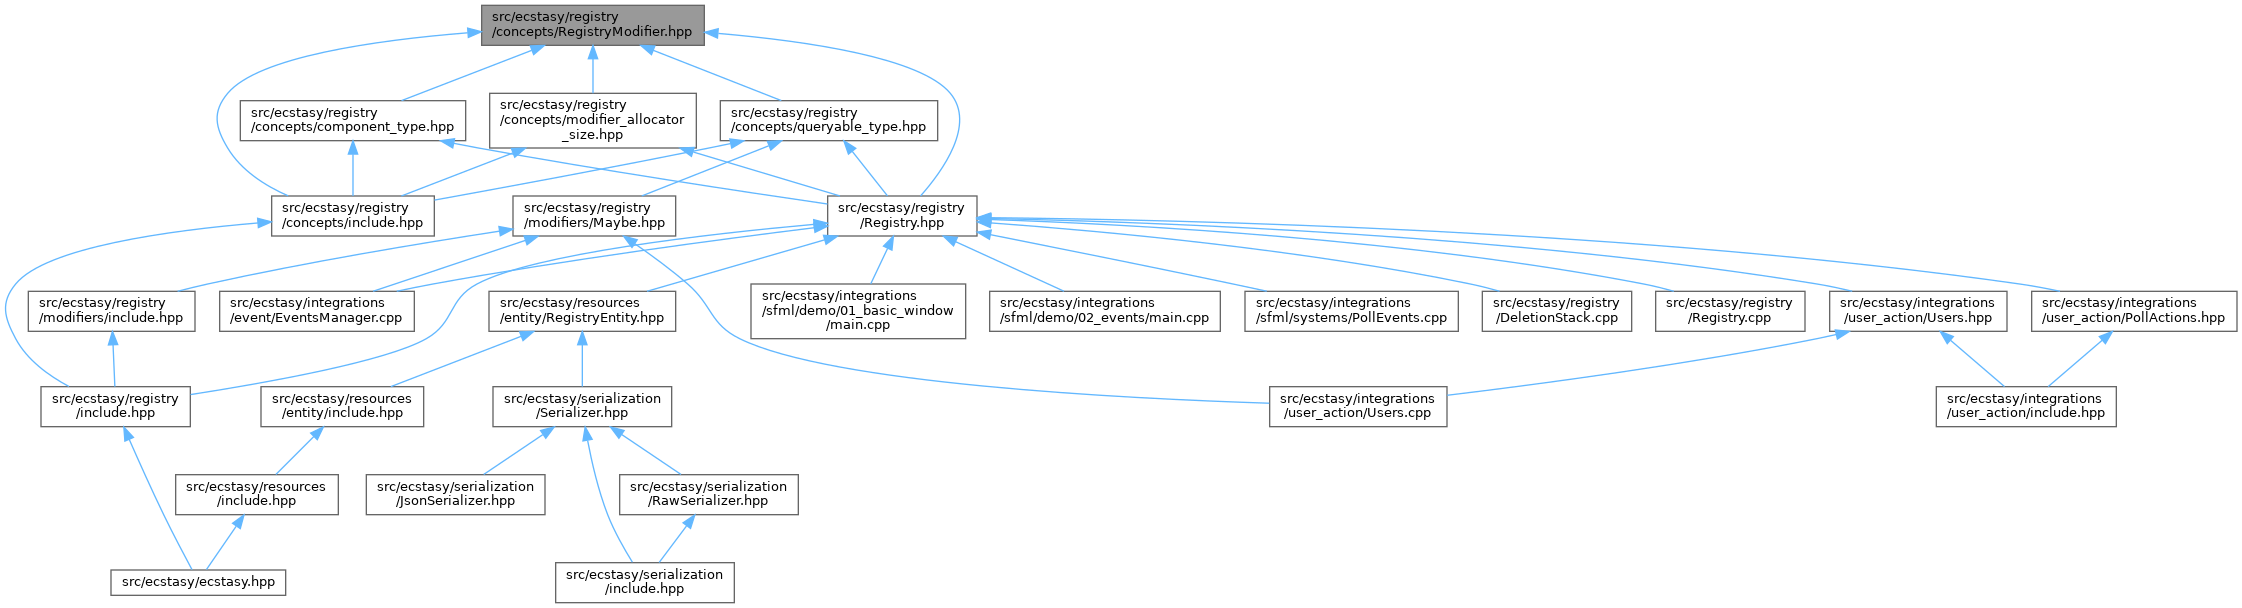 src/ecstasy/registry
/concepts/RegistryModifier.hpp
src/ecstasy/registry
/concepts/component_type.hpp
src/ecstasy/registry
/concepts/modifier_allocator
_size.hpp
src/ecstasy/registry
/concepts/queryable_type.hpp
src/ecstasy/registry
/concepts/include.hpp
src/ecstasy/registry
/modifiers/Maybe.hpp
src/ecstasy/registry
/Registry.hpp
src/ecstasy/registry
/modifiers/include.hpp
src/ecstasy/integrations
/event/EventsManager.cpp
src/ecstasy/resources
/entity/RegistryEntity.hpp
src/ecstasy/integrations
/sfml/demo/01_basic_window
/main.cpp
src/ecstasy/integrations
/sfml/demo/02_events/main.cpp
src/ecstasy/integrations
/sfml/systems/PollEvents.cpp
src/ecstasy/registry
/DeletionStack.cpp
src/ecstasy/registry
/Registry.cpp
src/ecstasy/integrations
/user_action/Users.hpp
src/ecstasy/integrations
/user_action/PollActions.hpp
src/ecstasy/registry
/include.hpp
src/ecstasy/resources
/entity/include.hpp
src/ecstasy/serialization
/Serializer.hpp
src/ecstasy/integrations
/user_action/Users.cpp
src/ecstasy/integrations
/user_action/include.hpp
src/ecstasy/resources
/include.hpp
src/ecstasy/serialization
/JsonSerializer.hpp
src/ecstasy/serialization
/RawSerializer.hpp
src/ecstasy/ecstasy.hpp
src/ecstasy/serialization
/include.hpp